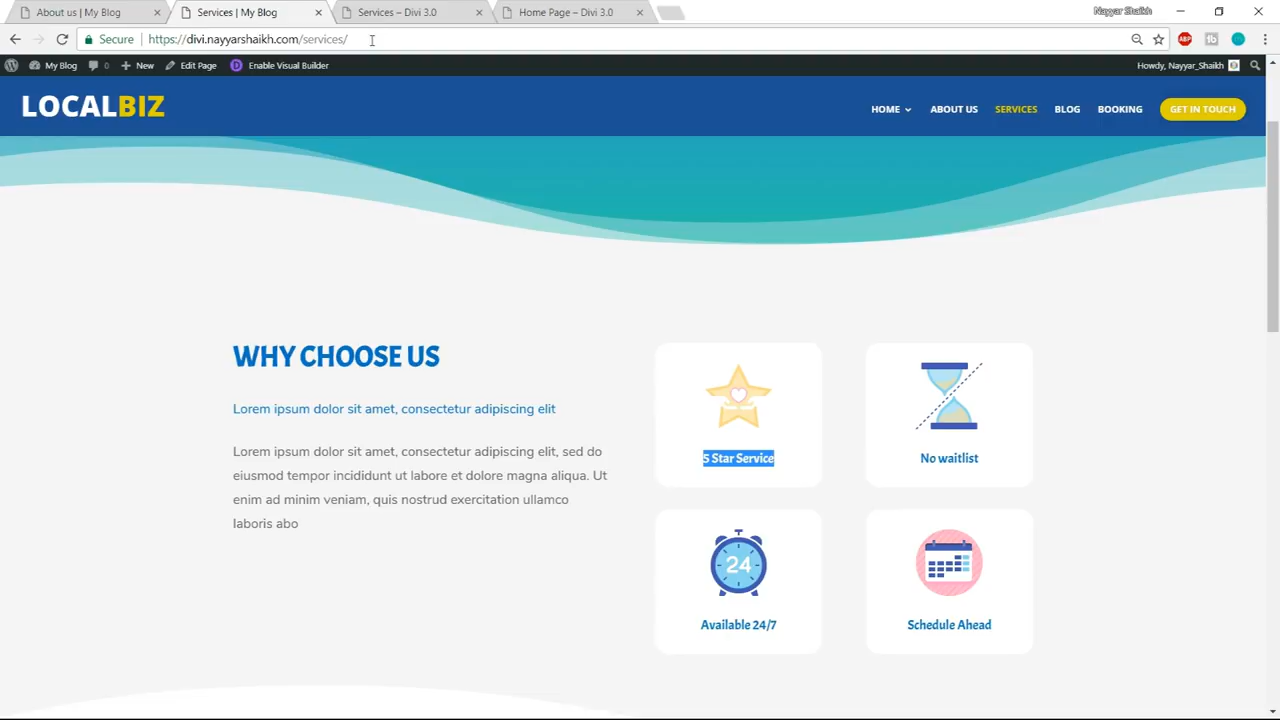 About us | My Blog
Services | My Blog
Services – Divi 3.0
Home Page – Divi 3.0
Nayyar Shaikh
Secure
https://divi.nayyarshaikh.com/services/
ABP
My Blog
0
New
Edit Page
D
Enable Visual Builder
Howdy, Nayyar_Shaikh
LOCALBIZ
HOME
ABOUT US
SERVICES
BLOG
BOOKING
GET IN TOUCH
WHY CHOOSE US
Lorem ipsum dolor sit amet, consectetur adipiscing elit
Lorem ipsum dolor sit amet, consectetur adipiscing elit, sed do
eiusmod tempor incididunt ut labore et dolore magna aliqua. Ut
enim ad minim veniam, quis nostrud exercitation ullamco
laboris abo
5 Star Service
No waitlist
24
Available 24/7
Schedule Ahead